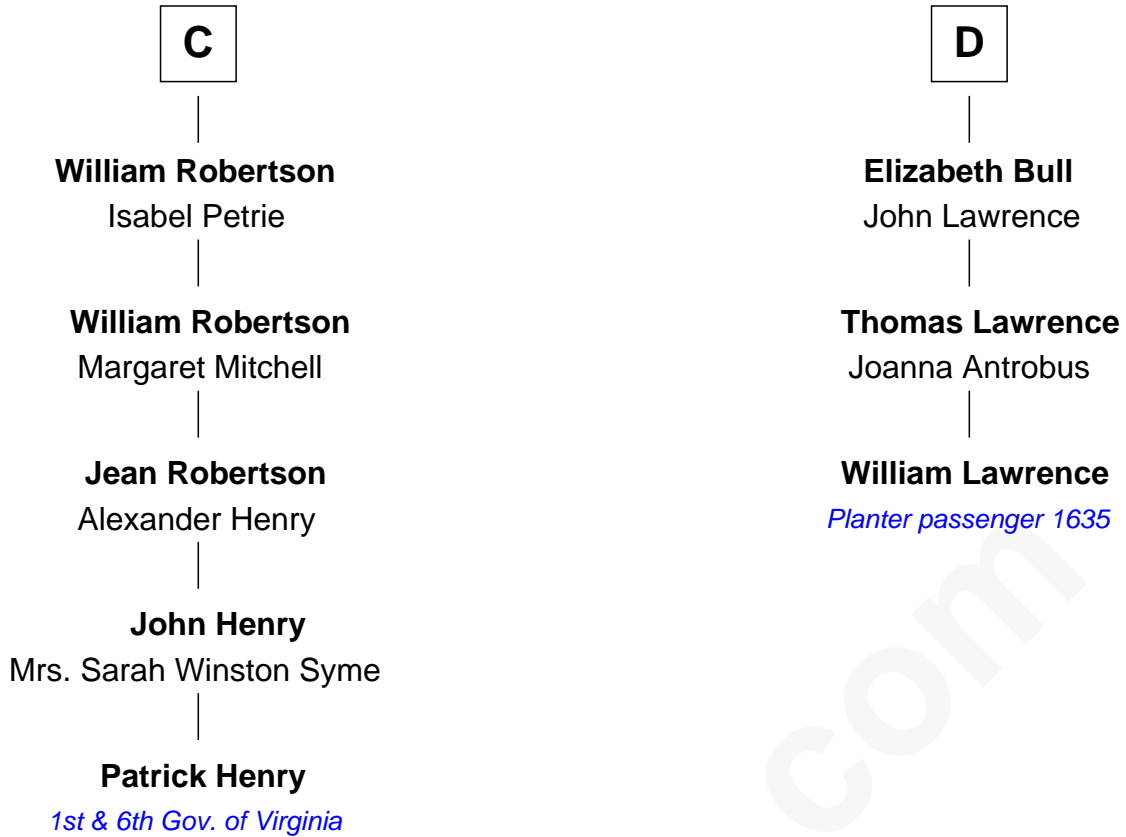 C
William Robertson
Isabel Petrie
William Robertson
Margaret Mitchell
Jean Robertson
Alexander Henry
John Henry
Mrs. Sarah Winston Syme
Patrick Henry
1st & 6th Gov. of Virginia
D
Elizabeth Bull
John Lawrence
Thomas Lawrence
Joanna Antrobus
William Lawrence
Planter passenger 1635
com